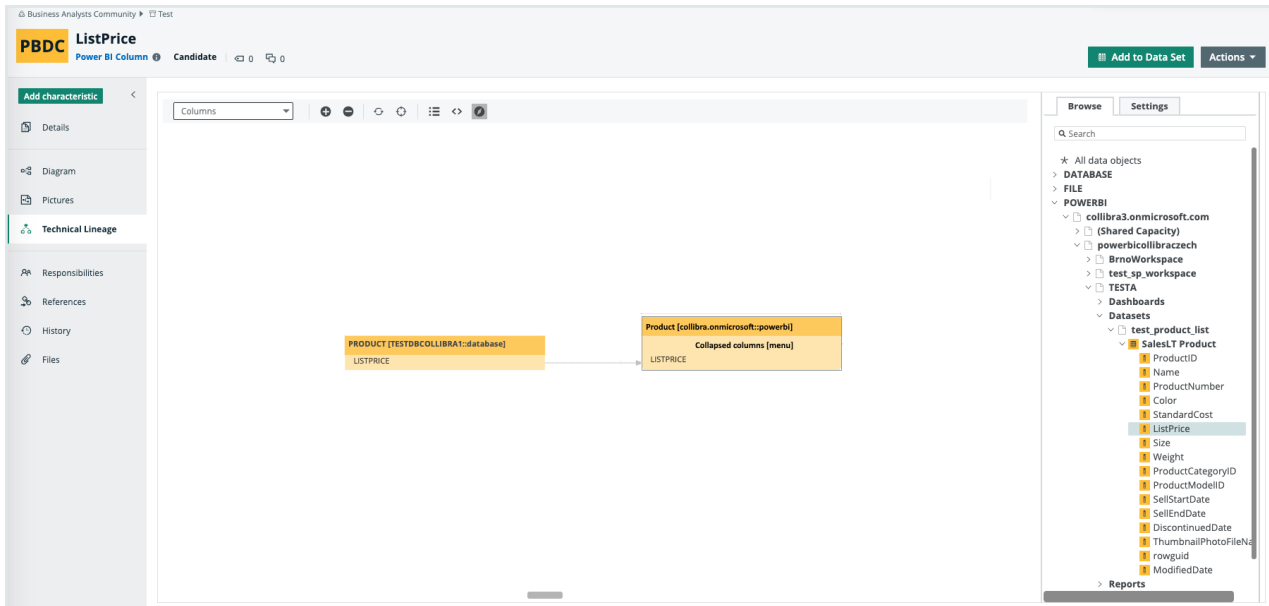 Business Analysts Community Test
PBDC
ListPrice
Power BI Column Candidate 0 0
Add to Data Set
Actions
Add characteristic
Details
Diagram
Pictures
Technical Lineage
Responsibilities
References
History
Files
Columns
PRODUCT [TESTDBCOLLIBRA1::database]
LISTPRICE
Product [collibra.onmicrosoft::powerbi]
Collapsed columns [menu]
LISTPRICE
Browse Settings
Search
All data objects
DATABASE
FILE
POWERBI
collibra3.onmicrosoft.com
(Shared Capacity)
powerbicollibraczech
BrnoWorkspace
test_sp_workspace
TESTA
Dashboards
Datasets
test_product_list
SalesLT Product
ProductID
Name
ProductNumber
Color
StandardCost
ListPrice
Size
Weight
ProductCategoryID
ProductModelID
SellStartDate
SellEndDate
DiscontinuedDate
ThumbnailPhotoFileNa
rowguid
ModifiedDate
Reports